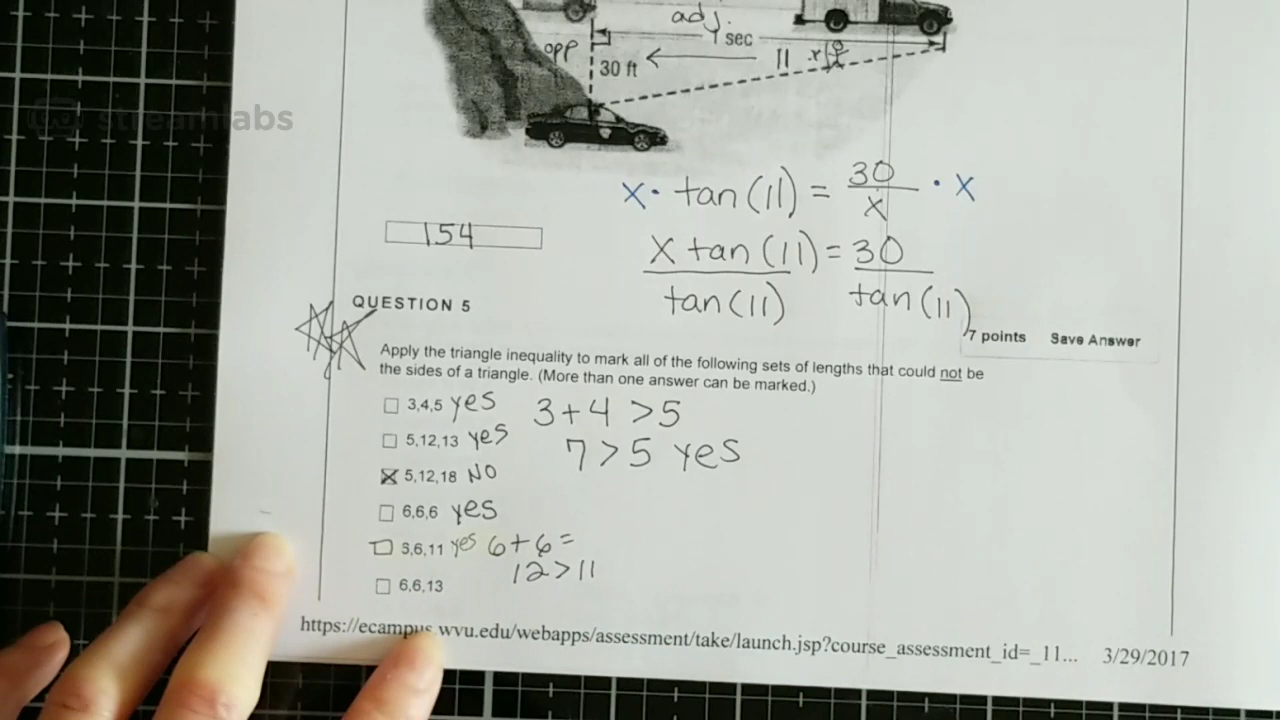 adj.
1 sec
opp
30 ft
11
x
streamlabs
x · tan(11) = 30/x · x
154
x tan(11) = 30
tan(11) tan(11)
QUESTION 5
7 points Save Answer
Apply the triangle inequality to mark all of the following sets of lengths that could not be
the sides of a triangle. (More than one answer can be marked.)
3,4,5 yes 3+4 >5
5,12,13 yes 7>5 yes
5,12,18 NO
6,6,6 yes
6,6,11 yes 6+6=
12>11
6,6,13
https://ecampus.wvu.edu/webapps/assessment/take/launch.jsp?course_assessment_id=_11... 3/29/2017